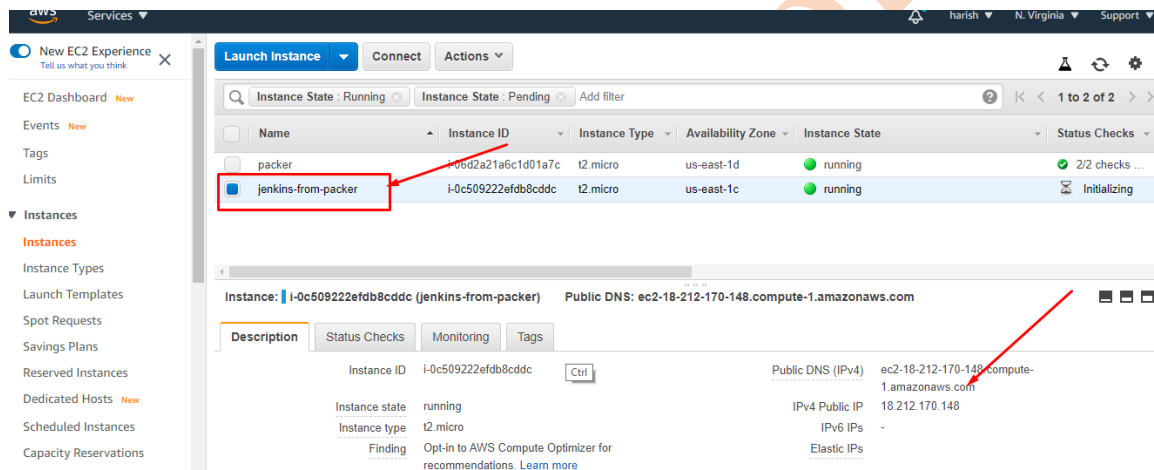 aws Services ▼ harish ▼ N. Virginia ▼ Support ▼
New EC2 Experience
Tell us what you think
EC2 Dashboard New
Events New
Tags
Limits
▼ Instances
Instances
Instance Types
Launch Templates
Spot Requests
Savings Plans
Reserved Instances
Dedicated Hosts New
Scheduled Instances
Capacity Reservations
Launch Instance Connect Actions
Instance State : Running Instance State : Pending Add filter 1 to 2 of 2
Name Instance ID Instance Type Availability Zone Instance State Status Checks
packer i-06d2a21a6c1d01a7c t2.micro us-east-1d running 2/2 checks ...
jenkins-from-packer i-0c509222efdb8cddc t2.micro us-east-1c running Initializing
Instance: i-0c509222efdb8cddc (jenkins-from-packer) Public DNS: ec2-18-212-170-148.compute-1.amazonaws.com
Description Status Checks Monitoring Tags
Instance ID i-0c509222efdb8cddc Ctrl
Instance state running
Instance type t2.micro
Finding Opt-in to AWS Compute Optimizer for
recommendations. Learn more
Public DNS (IPv4) ec2-18-212-170-148.compute-
1.amazonaws.com
IPv4 Public IP 18.212.170.148
IPv6 IPs -
Elastic IPs